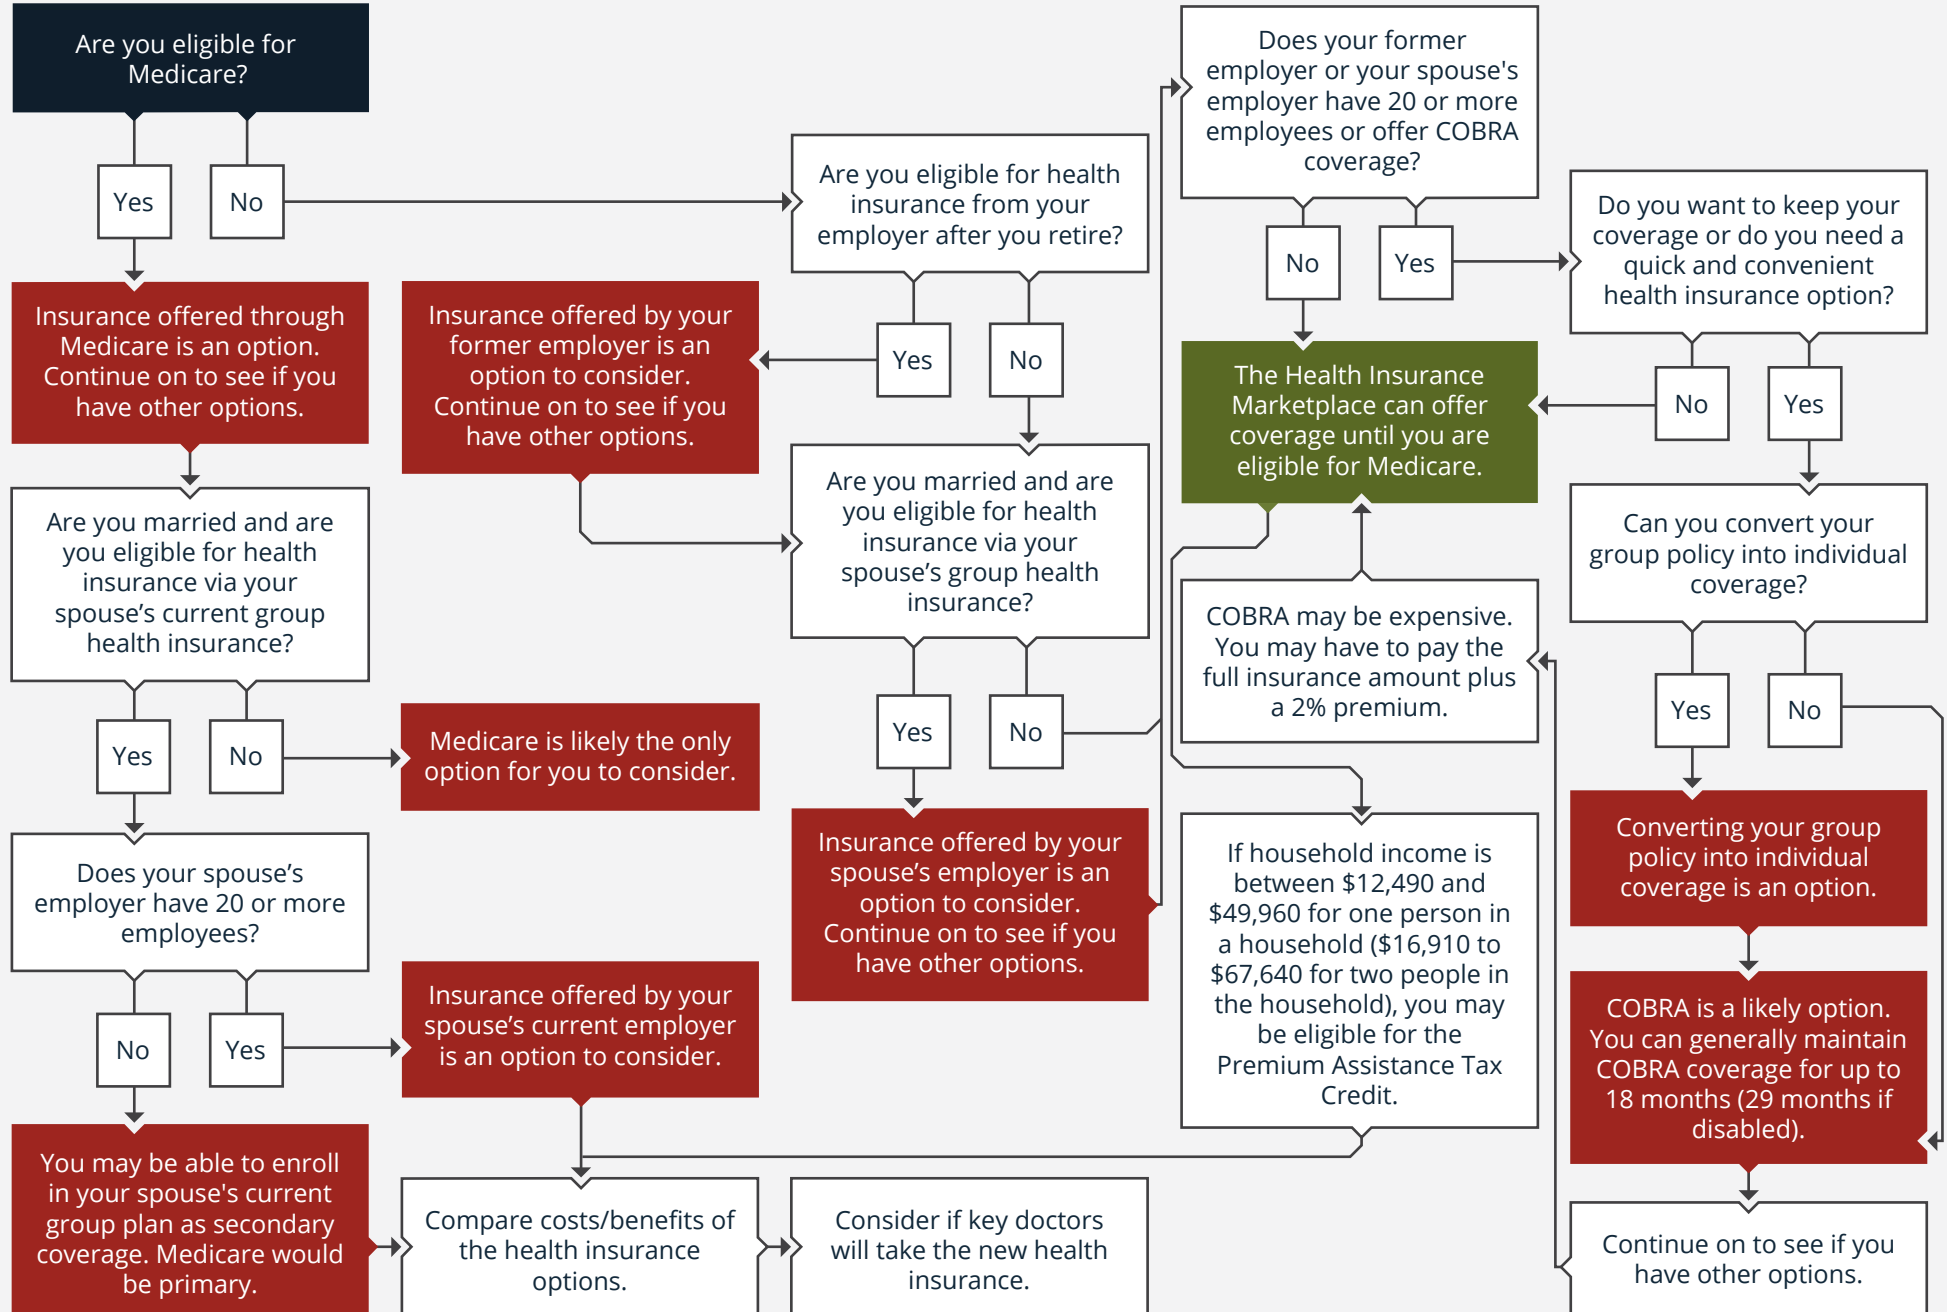 Are you eligible for
Medicare?
Yes
No
Insurance offered through
Medicare is an option.
Continue on to see if you
have other options.
Are you married and are
you eligible for health
insurance via your
spouse’s current group
health insurance?
Yes
No
Medicare is likely the only
option for you to consider.
Does your spouse’s
employer have 20 or more
employees?
No
Yes
Insurance offered by your
spouse’s current employer
is an option to consider.
You may be able to enroll
in your spouse's current
group plan as secondary
coverage. Medicare would
be primary.
Compare costs/benefits of
the health insurance
options.
Consider if key doctors
will take the new health
insurance.
Are you eligible for health
insurance from your
employer after you retire?
Yes
No
Insurance offered by your
former employer is an
option to consider.
Continue on to see if you
have other options.
Are you married and are
you eligible for health
insurance via your
spouse’s group health
insurance?
Yes
No
Insurance offered by your
spouse’s employer is an
option to consider.
Continue on to see if you
have other options.
Does your former
employer or your spouse's
employer have 20 or more
employees or offer COBRA
coverage?
No
Yes
The Health Insurance
Marketplace can offer
coverage until you are
eligible for Medicare.
COBRA may be expensive.
You may have to pay the
full insurance amount plus
a 2% premium.
If household income is
between $12,490 and
$49,960 for one person in
a household ($16,910 to
$67,640 for two people in
the household), you may
be eligible for the
Premium Assistance Tax
Credit.
Do you want to keep your
coverage or do you need a
quick and convenient
health insurance option?
No
Yes
Can you convert your
group policy into individual
coverage?
Yes
No
Converting your group
policy into individual
coverage is an option.
COBRA is a likely option.
You can generally maintain
COBRA coverage for up to
18 months (29 months if
disabled).
Continue on to see if you
have other options.